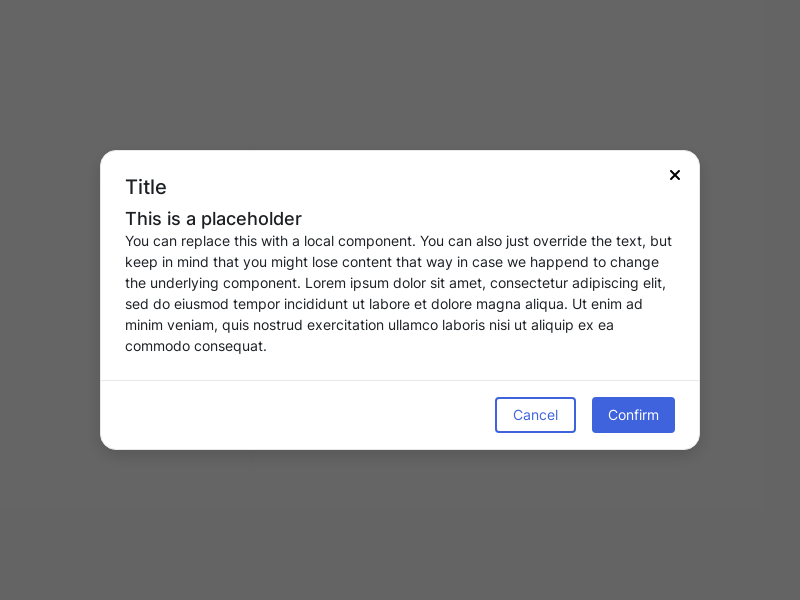 Title
This is a placeholder
You can replace this with a local component. You can also just override the text, but
keep in mind that you might lose content that way in case we happend to change
the underlying component. Lorem ipsum dolor sit amet, consectetur adipiscing elit,
sed do eiusmod tempor incididunt ut labore et dolore magna aliqua. Ut enim ad
minim veniam, quis nostrud exercitation ullamco laboris nisi ut aliquip ex ea
commodo consequat.
Cancel
Confirm